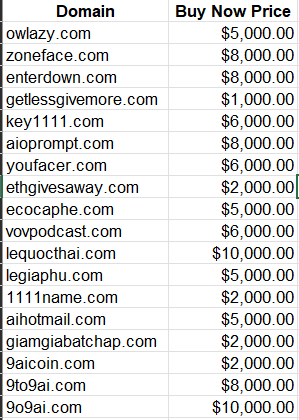 Domain Buy Now Price
owlazy.com $5,000.00
zoneface.com $8,000.00
enterdown.com $8,000.00
getlessgivemore.com $1,000.00
key1111.com $6,000.00
aioprompt.com $8,000.00
youfacer.com $6,000.00
ethgivesaway.com $2,000.00
ecocaphe.com $5,000.00
vovpodcast.com $6,000.00
lequocthai.com $10,000.00
legiaphu.com $5,000.00
1111name.com $2,000.00
aihotmail.com $5,000.00
giamgiabatchap.com $2,000.00
9aicoin.com $2,000.00
9to9ai.com $8,000.00
9o9ai.com $10,000.00